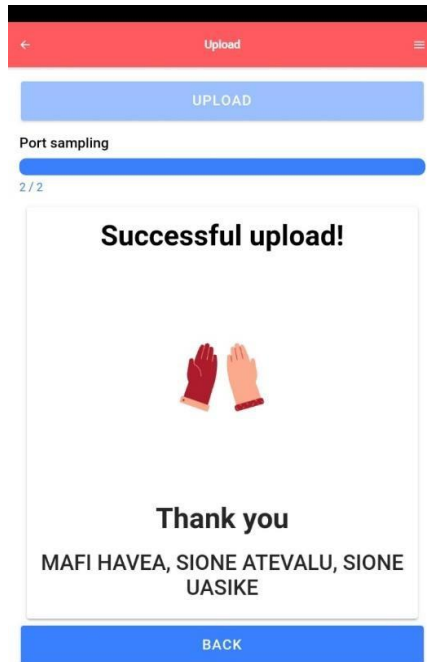 Upload
UPLOAD
Port sampling
2 / 2
Successful upload!
Thank you
MAFI HAVEA, SIONE ATEVALU, SIONE
UASIKE
BACK